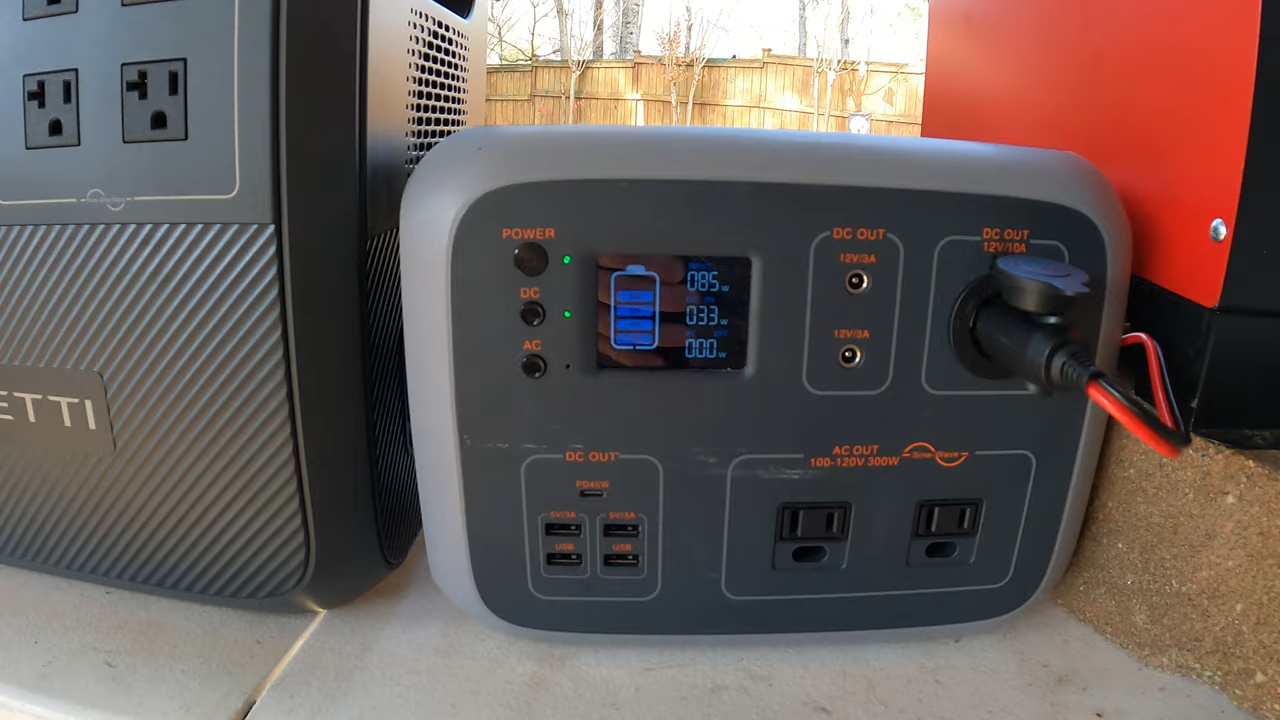 POWER
DC
AC
085W
033W
000W
DC OUT
12V/3A
12V/3A
DC OUT
12V/10A
ETTI
DC OUT
PD45W
5V/3A
5V/3A
USB
USB
AC OUT
100-120V 300W
Sine-Wave